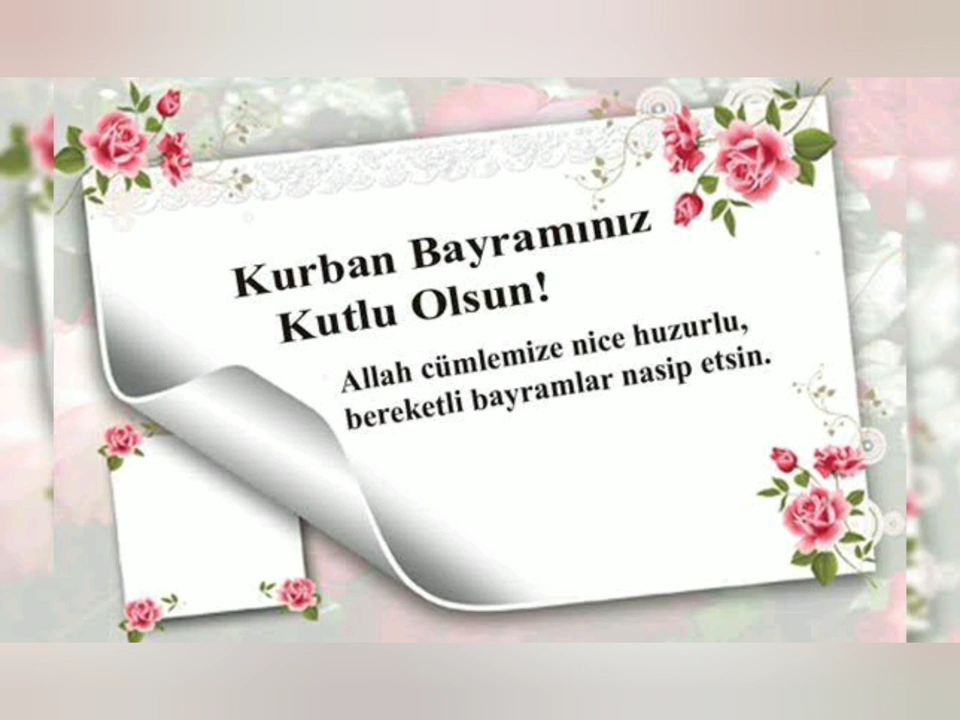 Kurban Bayramınız
Kutlu Olsun!
Allah cümlemize nice huzurlu,
bereketli bayramlar nasip etsin.